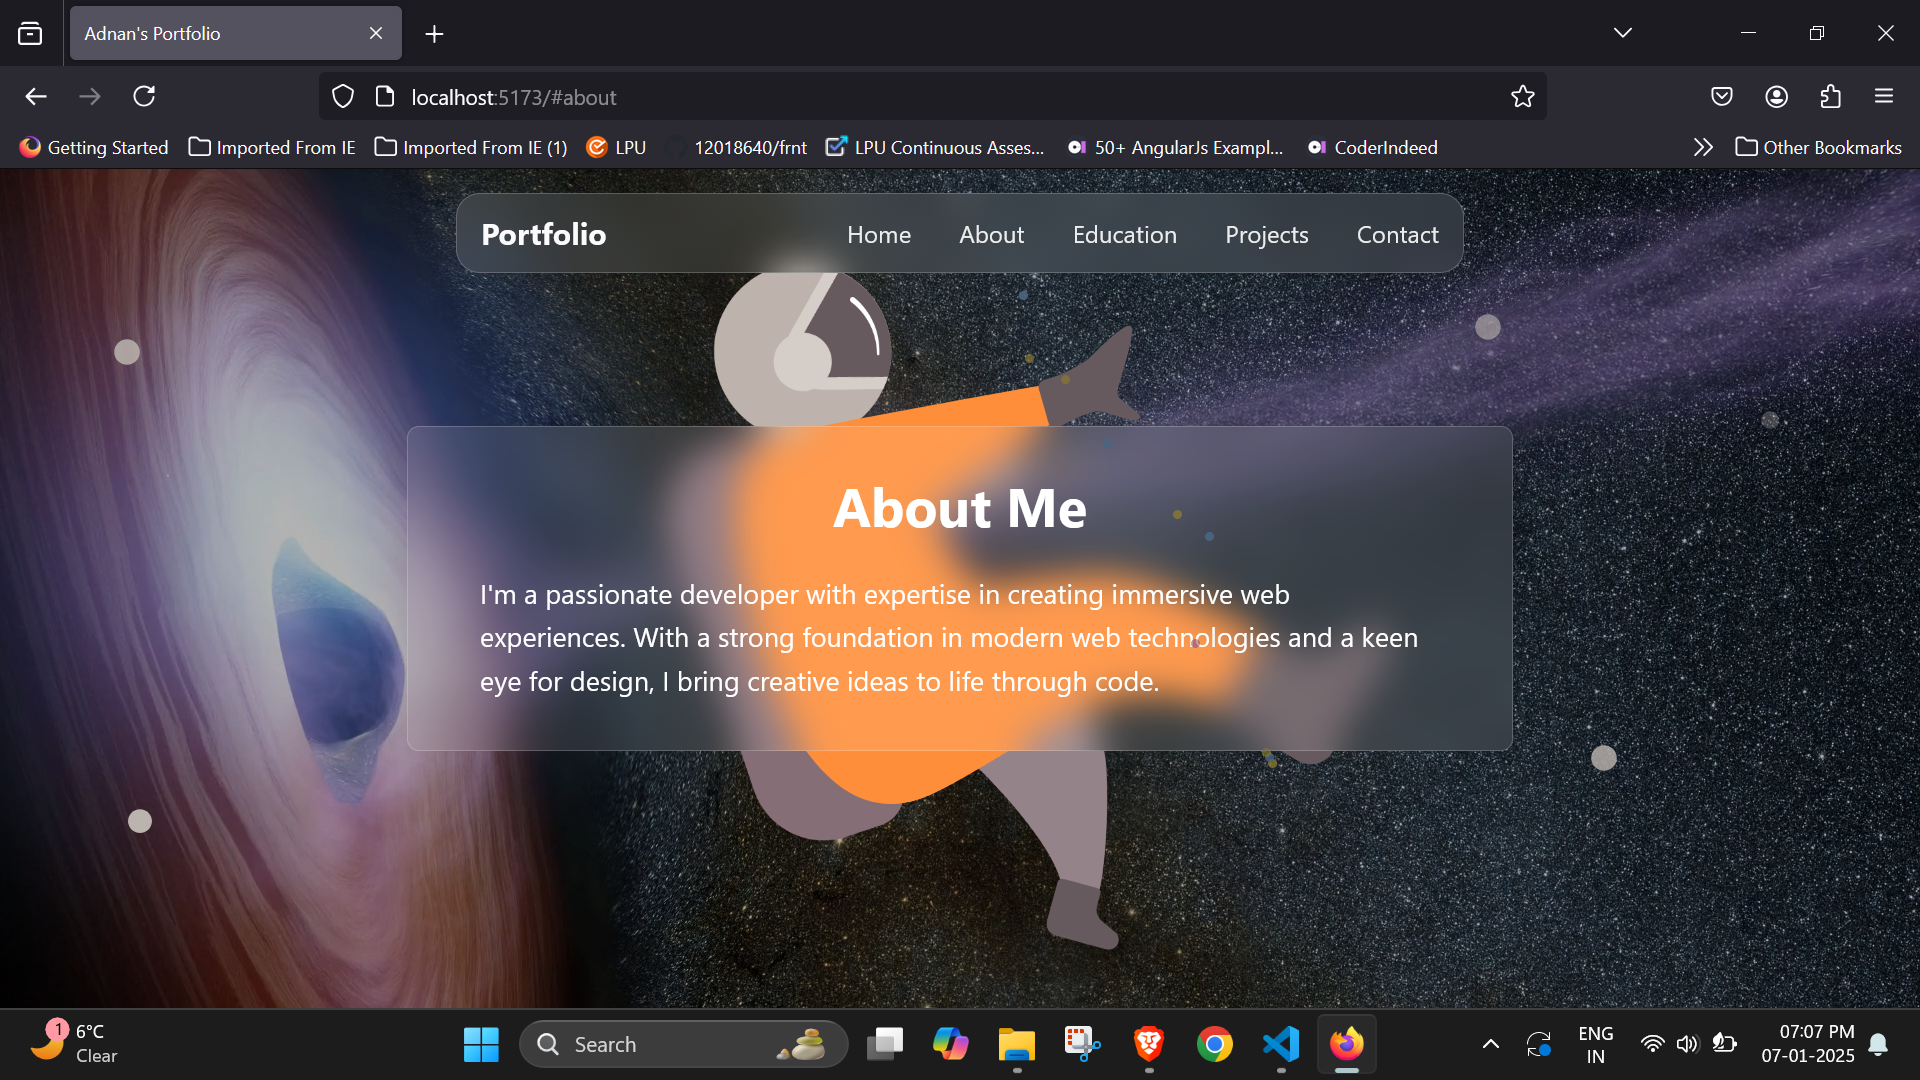 Adnan's Portfolio
localhost:5173/#about
Getting Started Imported From IE Imported From IE (1) LPU 12018640/frnt LPU Continuous Asses... 50+ AngularJs Exampl... CoderIndeed Other Bookmarks
Portfolio Home About Education Projects Contact
About Me
I'm a passionate developer with expertise in creating immersive web
experiences. With a strong foundation in modern web technologies and a keen
eye for design, I bring creative ideas to life through code.
1 6°C
Clear
Search
ENG
IN
07:07 PM
07-01-2025